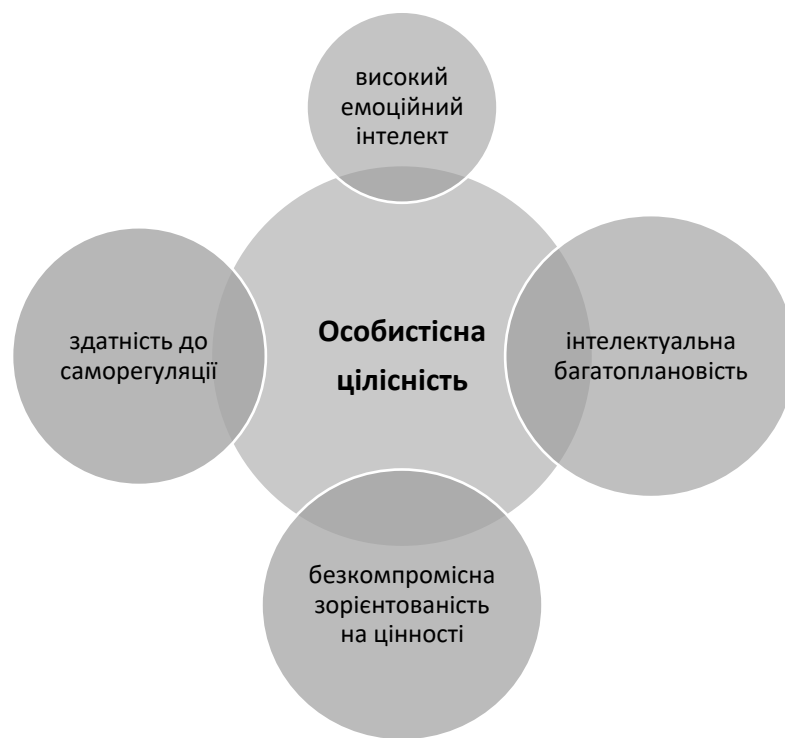 високий
емоційний
інтелект
здатність до
саморегуляції
Особистісна
цілісність
інтелектуальна
багатоплановість
безкомпромісна
зорієнтованість
на цінності